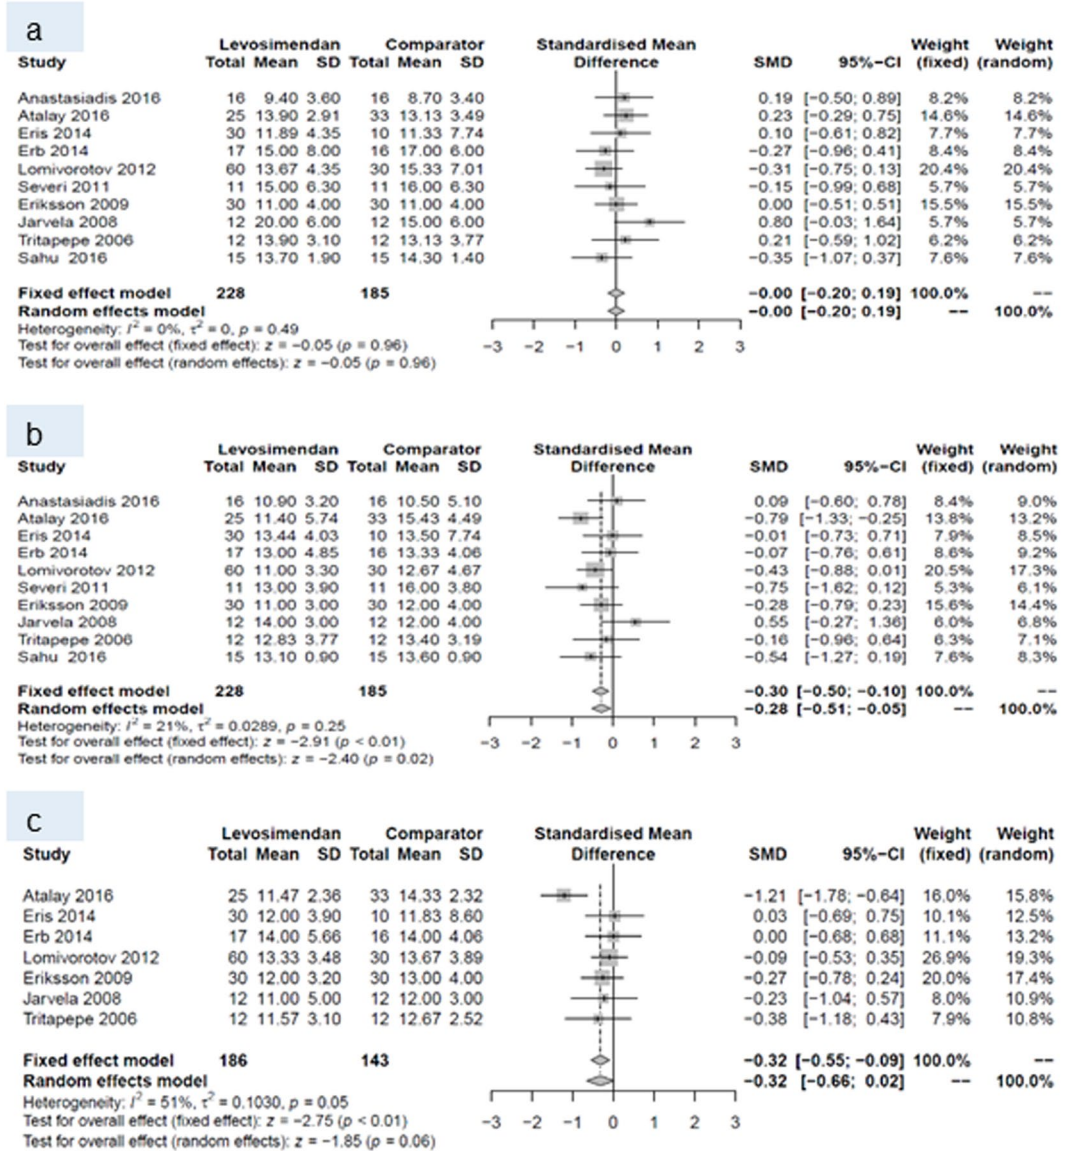 a
Levosimendan Comparator Standardised Mean Weight Weight
Study Total Mean SD Total Mean SD Difference SMD 95%−CI (fixed) (random)
Anastasiadis 2016 16 9.40 3.60 16 8.70 3.40 0.19 [−0.50; 0.89] 8.2% 8.2%
Atalay 2016 25 13.90 2.91 33 13.13 3.49 0.23 [−0.29; 0.75] 14.6% 14.6%
Eris 2014 30 11.89 4.35 10 11.33 7.74 0.10 [−0.61; 0.82] 7.7% 7.7%
Erb 2014 17 15.00 8.00 16 17.00 6.00 −0.27 [−0.96; 0.41] 8.4% 8.4%
Lomivorotov 2012 60 13.67 4.35 30 15.33 7.01 −0.31 [−0.75; 0.13] 20.4% 20.4%
Severi 2011 11 15.00 6.30 11 16.00 6.30 −0.15 [−0.99; 0.68] 5.7% 5.7%
Eriksson 2009 30 11.00 4.00 30 11.00 4.00 0.00 [−0.51; 0.51] 15.5% 15.5%
Jarvela 2008 12 20.00 6.00 12 15.00 6.00 0.80 [−0.03; 1.64] 5.7% 5.7%
Tritapepe 2006 12 13.90 3.10 12 13.13 3.77 0.21 [−0.59; 1.02] 6.2% 6.2%
Sahu 2016 15 13.70 1.90 15 14.30 1.40 −0.35 [−1.07; 0.37] 7.6% 7.6%
Fixed effect model 228 185 −0.00 [−0.20; 0.19] 100.0% −−
Random effects model −0.00 [−0.20; 0.19] −− 100.0%
Heterogeneity: I² = 0%, τ² = 0, p = 0.49
Test for overall effect (fixed effect): z = −0.05 (p = 0.96)
Test for overall effect (random effects): z = −0.05 (p = 0.96)
−3 −2 −1 0 1 2 3
b
Levosimendan Comparator Standardised Mean Weight Weight
Study Total Mean SD Total Mean SD Difference SMD 95%−CI (fixed) (random)
Anastasiadis 2016 16 10.90 3.20 16 10.50 5.10 0.09 [−0.60; 0.78] 8.4% 9.0%
Atalay 2016 25 11.40 5.74 33 15.43 4.49 −0.79 [−1.33; −0.25] 13.8% 13.2%
Eris 2014 30 13.44 4.03 10 13.50 7.74 −0.01 [−0.73; 0.71] 7.9% 8.5%
Erb 2014 17 13.00 4.85 16 13.33 4.06 −0.07 [−0.76; 0.61] 8.6% 9.2%
Lomivorotov 2012 60 11.00 3.30 30 12.67 4.67 −0.43 [−0.88; 0.01] 20.5% 17.3%
Severi 2011 11 13.00 3.90 11 16.00 3.80 −0.75 [−1.62; 0.12] 5.3% 6.1%
Eriksson 2009 30 11.00 3.00 30 12.00 4.00 −0.28 [−0.79; 0.23] 15.6% 14.4%
Jarvela 2008 12 14.00 3.00 12 12.00 4.00 0.55 [−0.27; 1.36] 6.0% 6.8%
Tritapepe 2006 12 12.83 3.77 12 13.40 3.19 −0.16 [−0.96; 0.64] 6.3% 7.1%
Sahu 2016 15 13.10 0.90 15 13.60 0.90 −0.54 [−1.27; 0.19] 7.6% 8.3%
Fixed effect model 228 185 −0.30 [−0.50; −0.10] 100.0% −−
Random effects model −0.28 [−0.51; −0.05] −− 100.0%
Heterogeneity: I² = 21%, τ² = 0.0289, p = 0.25
Test for overall effect (fixed effect): z = −2.91 (p < 0.01)
Test for overall effect (random effects): z = −2.40 (p = 0.02)
−3 −2 −1 0 1 2 3
c
Levosimendan Comparator Standardised Mean Weight Weight
Study Total Mean SD Total Mean SD Difference SMD 95%−CI (fixed) (random)
Atalay 2016 25 11.47 2.36 33 14.33 2.32 −1.21 [−1.78; −0.64] 16.0% 15.8%
Eris 2014 30 12.00 3.90 10 11.83 8.60 0.03 [−0.69; 0.75] 10.1% 12.5%
Erb 2014 17 14.00 5.66 16 14.00 4.06 0.00 [−0.68; 0.68] 11.1% 13.2%
Lomivorotov 2012 60 13.33 3.48 30 13.67 3.89 −0.09 [−0.53; 0.35] 26.9% 19.3%
Eriksson 2009 30 12.00 3.20 30 13.00 4.00 −0.27 [−0.78; 0.24] 20.0% 17.4%
Jarvela 2008 12 11.00 5.00 12 12.00 3.00 −0.23 [−1.04; 0.57] 8.0% 10.9%
Tritapepe 2006 12 11.57 3.10 12 12.67 2.52 −0.38 [−1.18; 0.43] 7.9% 10.8%
Fixed effect model 186 143 −0.32 [−0.55; −0.09] 100.0% −−
Random effects model −0.32 [−0.66; 0.02] −− 100.0%
Heterogeneity: I² = 51%, τ² = 0.1030, p = 0.05
Test for overall effect (fixed effect): z = −2.75 (p < 0.01)
Test for overall effect (random effects): z = −1.85 (p = 0.06)
−3 −2 −1 0 1 2 3